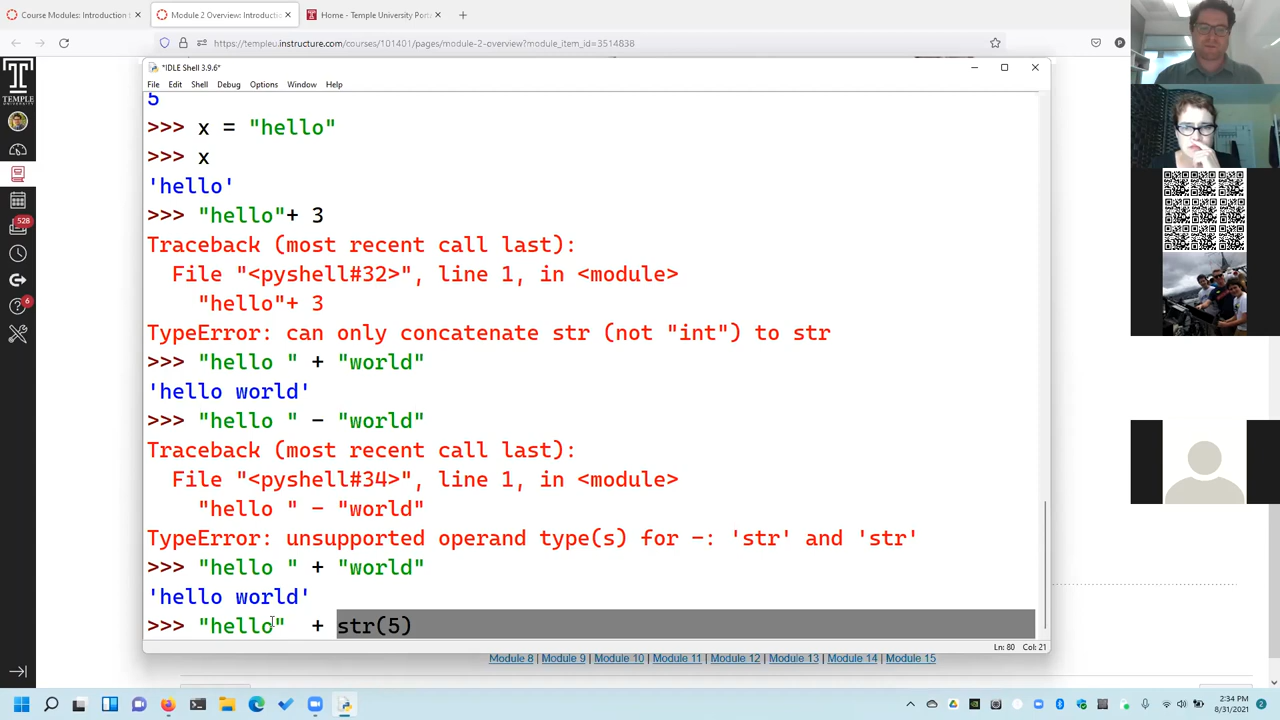 Course Modules: Introduction t
Module 2 Overview: Introduction
Home - Temple University Port
https://templeu.instructure.com/courses/101401/pages/module-2-overview?module_item_id=3514838
*IDLE Shell 3.9.6*
File Edit Shell Debug Options Window Help
5
>>> x = "hello"
>>> x
'hello'
>>> "hello"+ 3
Traceback (most recent call last):
  File "<pyshell#32>", line 1, in <module>
    "hello"+ 3
TypeError: can only concatenate str (not "int") to str
>>> "hello " + "world"
'hello world'
>>> "hello " - "world"
Traceback (most recent call last):
  File "<pyshell#34>", line 1, in <module>
    "hello " - "world"
TypeError: unsupported operand type(s) for -: 'str' and 'str'
>>> "hello " + "world"
'hello world'
>>> "hello"  + str(5)
Ln: 80 Col: 21
Module 8 | Module 9 | Module 10 | Module 11 | Module 12 | Module 13 | Module 14 | Module 15
TEMPLE
UNIVERSITY
528
6
P
2:34 PM
8/31/2021
2